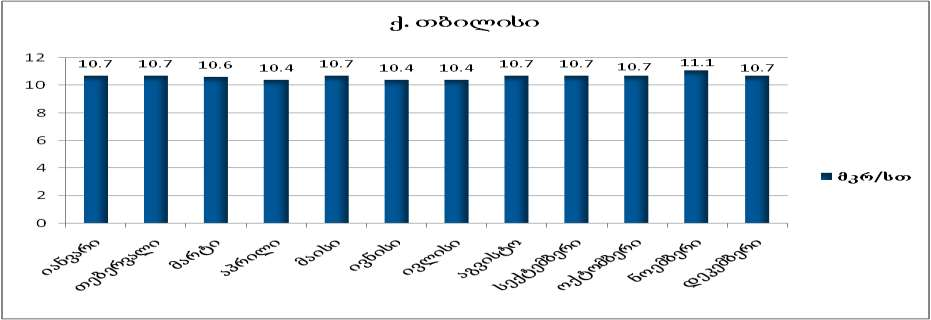 ქ. თბილისი
12
10
8
6
4
2
0
10.7 10.7 10.6 10.4 10.7 10.4 10.4 10.7 10.7 10.7 11.1 10.7
იანვარი თებერვალი მარტი აპრილი მაისი ივნისი ივლისი აგვისტო სექტემბერი ოქტომბერი ნოემბერი დეკემბერი
მკრ/სთ